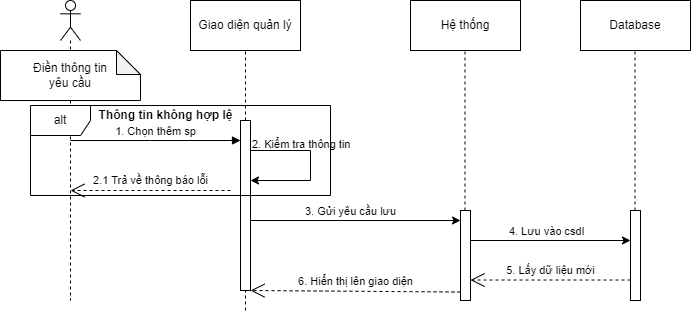 Giao diện quản lý
Hệ thống
Database
Điền thông tin
yêu cầu
alt
Thông tin không hợp lệ
1. Chọn thêm sp
2. Kiểm tra thông tin
2.1 Trả về thông báo lỗi
3. Gửi yêu cầu lưu
4. Lưu vào csdl
5. Lấy dữ liệu mới
6. Hiển thị lên giao diện